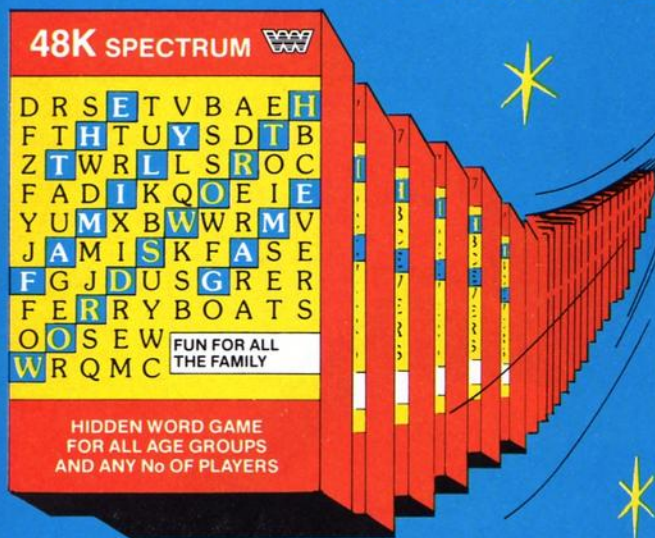 48K SPECTRUM
D R S E T V B A E H
F T H T U Y S D T B
Z T W R L L S R O C
F A D I K Q O E I E
Y U M X B W W R M V
J A M I S K F A S E
F G J D U S G R E R
F E R R Y B O A T S
O O S E W
W R Q M C
FUN FOR ALL
THE FAMILY
HIDDEN WORD GAME
FOR ALL AGE GROUPS
AND ANY No OF PLAYERS